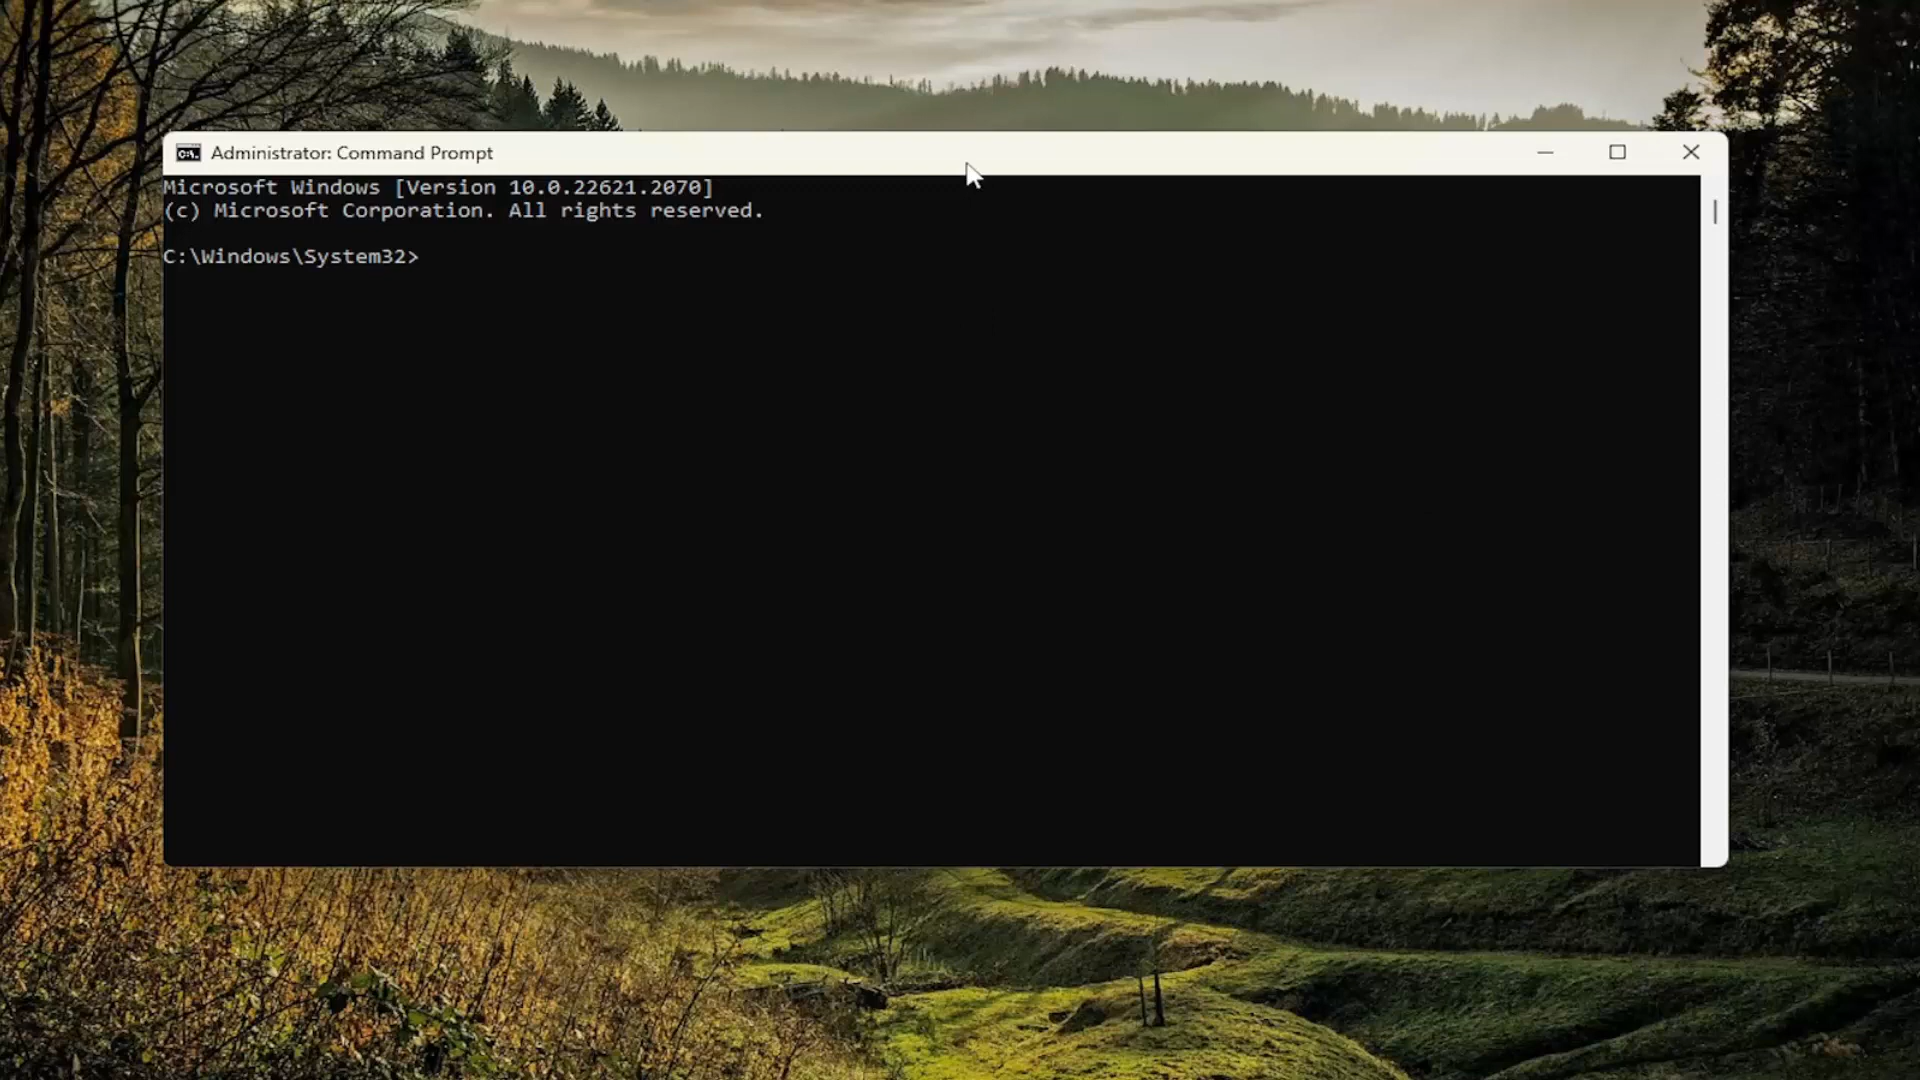 Administrator: Command Prompt
Microsoft Windows [Version 10.0.22621.2070]
(c) Microsoft Corporation. All rights reserved.
C:\Windows\System32>